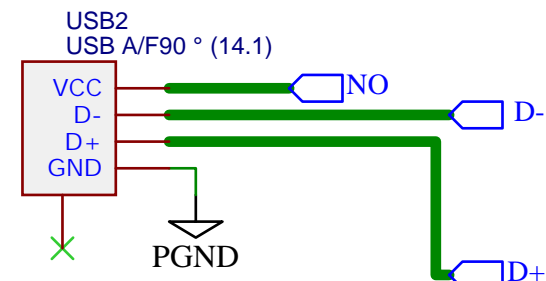 USB2
USB A/F90 ° (14.1)
VCC
NO
D-
D-
D+
GND
PGND
D+